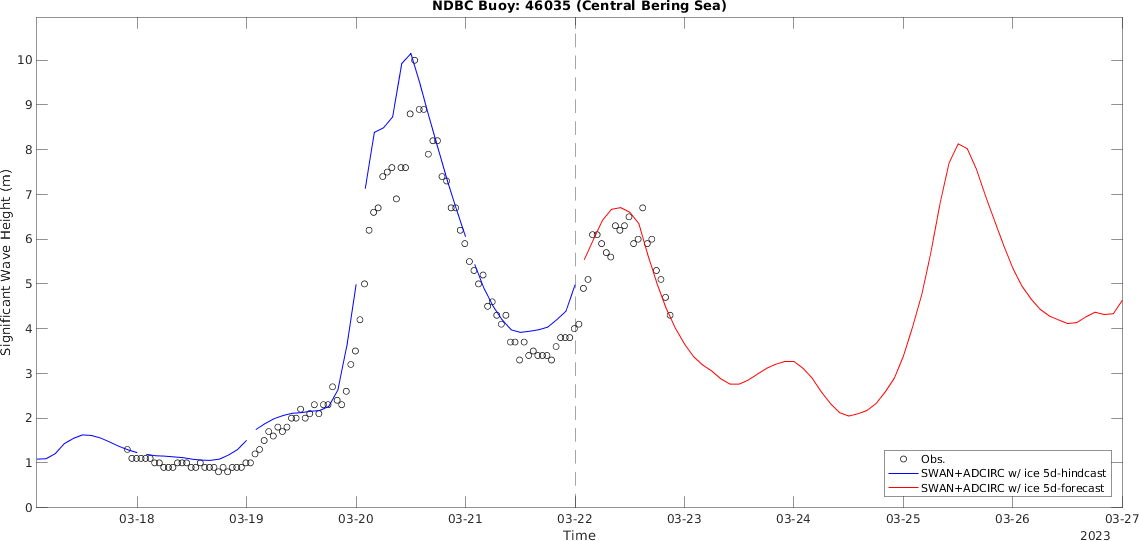 NDBC Buoy: 46035 (Central Bering Sea)
Significant Wave Height (m)
10
9
8
7
6
5
4
3
2
1
0
Obs.
SWAN+ADCIRC w/ ice 5d-hindcast
SWAN+ADCIRC w/ ice 5d-forecast
03-18 03-19 03-20 03-21 03-22 03-23 03-24 03-25 03-26 03-27
Time
2023